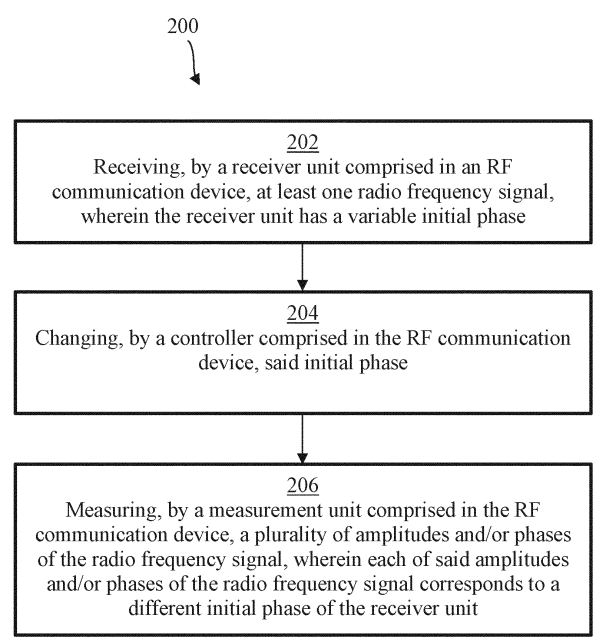 200
202
Receiving, by a receiver unit comprised in an RF
communication device, at least one radio frequency signal,
wherein the receiver unit has a variable initial phase
204
Changing, by a controller comprised in the RF communication
device, said initial phase
206
Measuring, by a measurement unit comprised in the RF
communication device, a plurality of amplitudes and/or phases
of the radio frequency signal, wherein each of said amplitudes
and/or phases of the radio frequency signal corresponds to a
different initial phase of the receiver unit